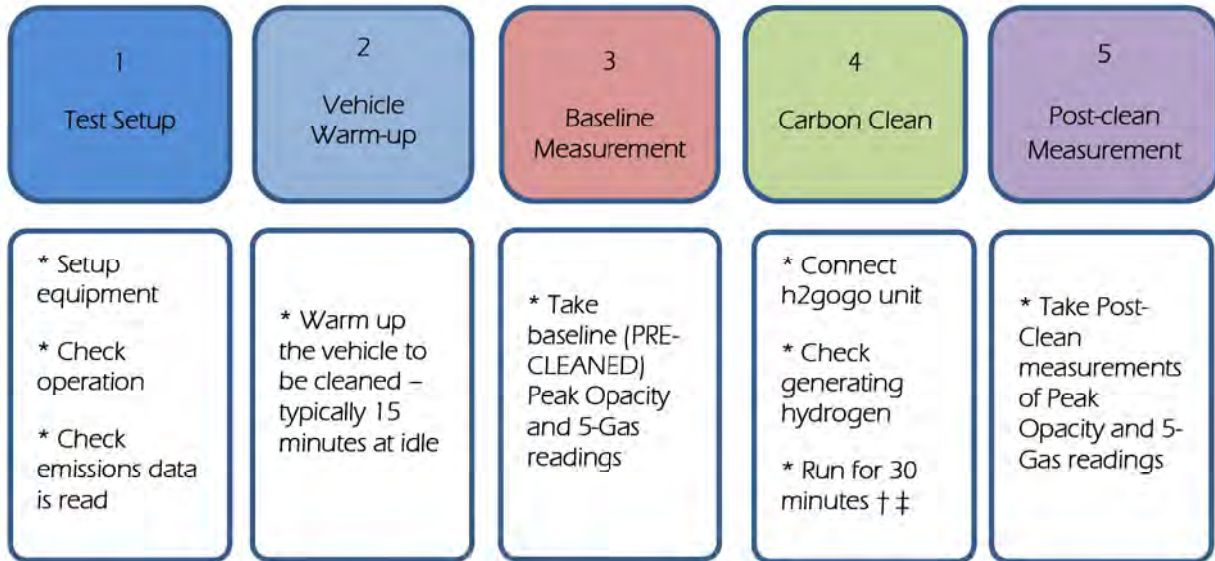 1
Test Setup
2
Vehicle
Warm-up
3
Baseline
Measurement
4
Carbon Clean
5
Post-clean
Measurement
* Setup
equipment
* Check
operation
* Check
emissions data
is read
* Warm up
the vehicle to
be cleaned –
typically 15
minutes at idle
* Take
baseline (PRE-
CLEANED)
Peak Opacity
and 5-Gas
readings
* Connect
h2gogo unit
* Check
generating
hydrogen
* Run for 30
minutes † ‡
* Take Post-
Clean
measurements
of Peak
Opacity and 5-
Gas readings